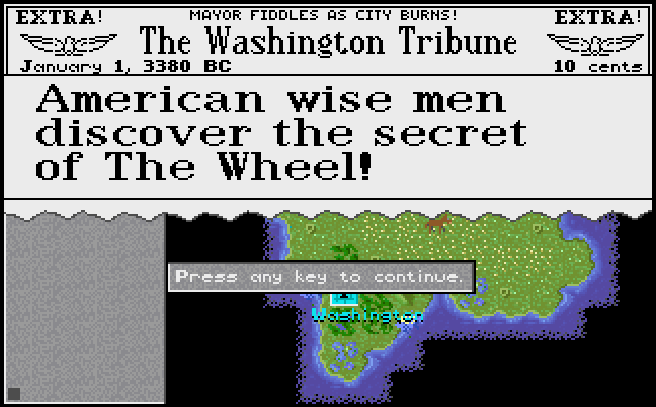 EXTRA! MAYOR FIDDLES AS CITY BURNS! EXTRA!
The Washington Tribune
January 1, 3380 BC 10 cents
American wise men
discover the secret
of The Wheel!
Press any key to continue.
Washington